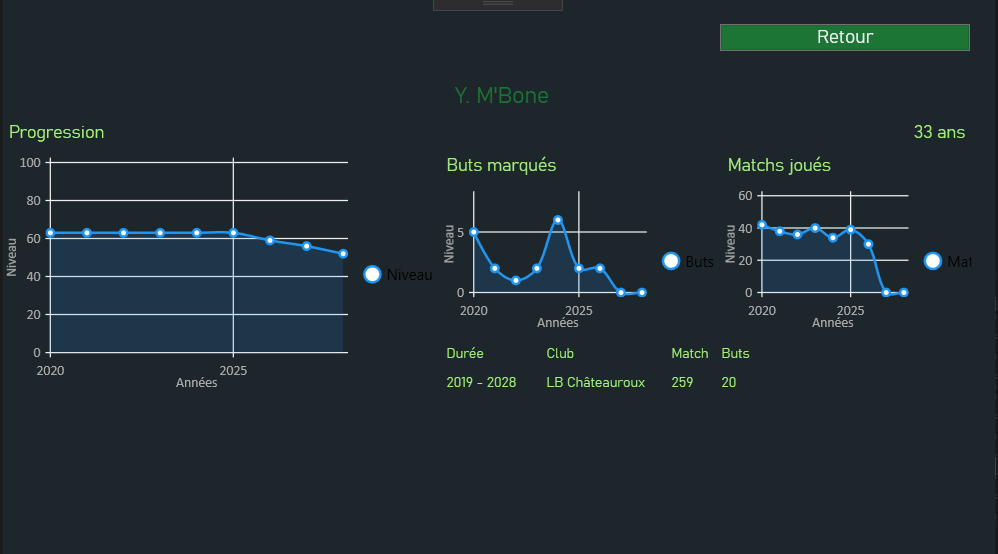 Retour
Y. M'Bone
Progression
33 ans
100
80
60
40
20
0
Niveau
2020
2025
Années
Niveau
Buts marqués
5
0
Niveau
2020
2025
Années
Buts
Matchs joués
60
40
20
0
Niveau
2020
2025
Années
Mat
Durée Club Match Buts
2019 - 2028 LB Châteauroux 259 20